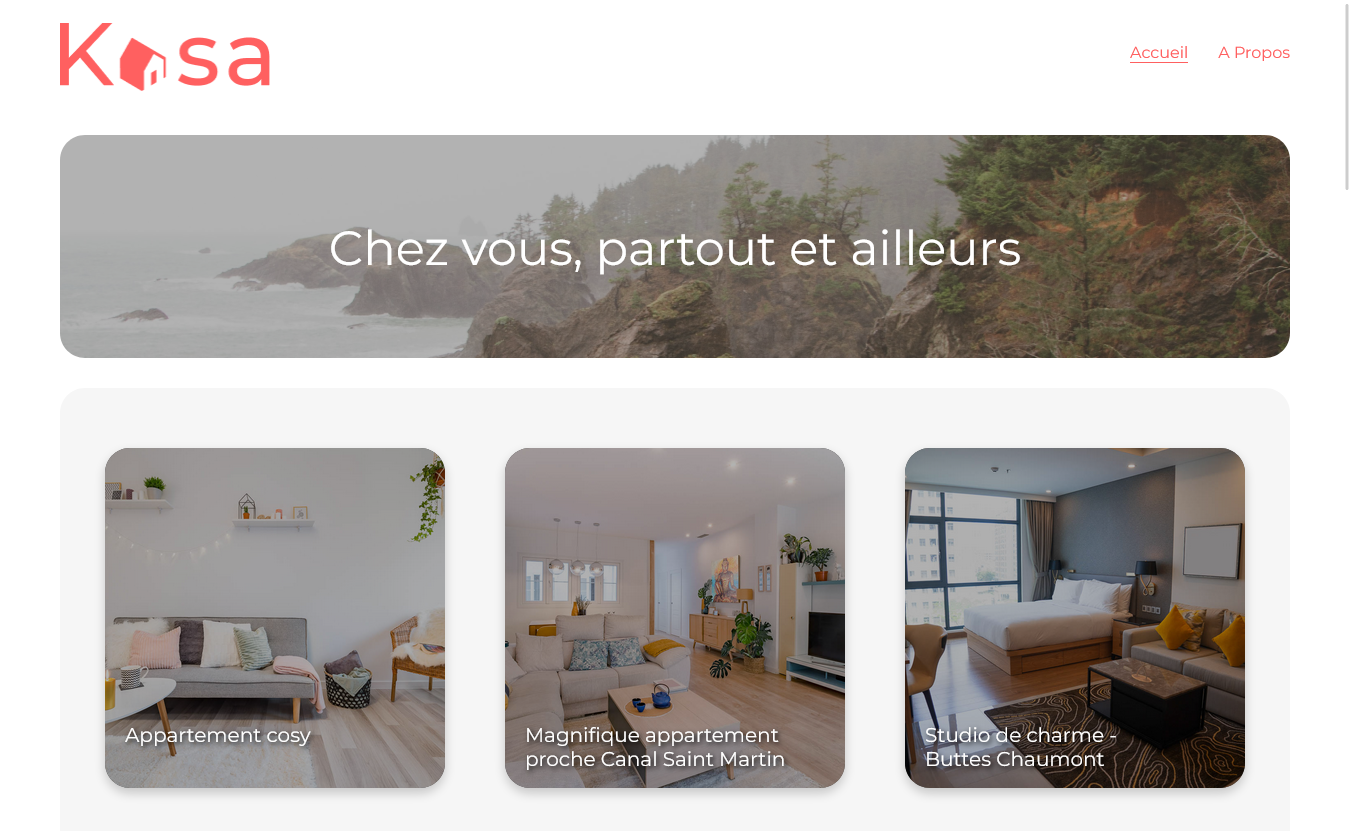 Kasa
Accueil
A Propos
Chez vous, partout et ailleurs
Appartement cosy
Magnifique appartement
proche Canal Saint Martin
Studio de charme -
Buttes Chaumont